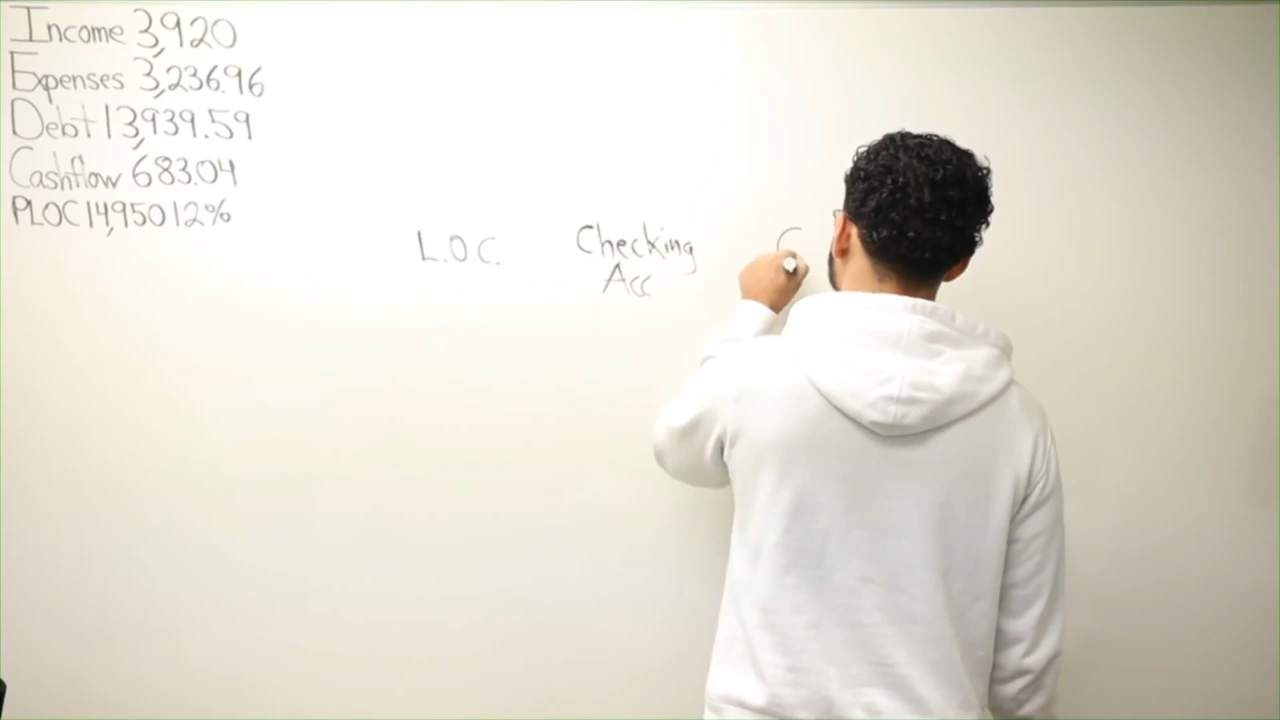 Income 3,920
Expenses 3,236.96
Debt 13,939.59
Cashflow 683.04
PLOC 14,950 12%
L.O.C.
Checking
Acc
C